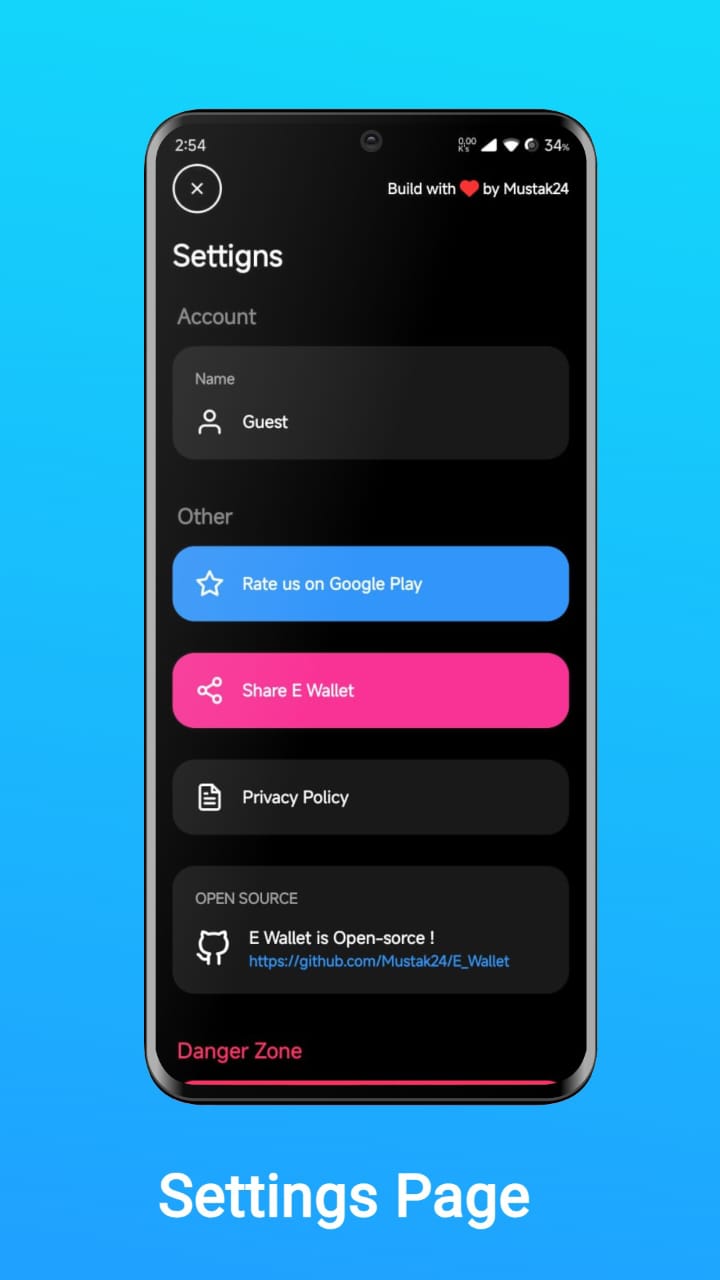 2:54
0,00 K's 34%
Build with ❤️ by Mustak24
Settigns
Account
Name
Guest
Other
Rate us on Google Play
Share E Wallet
Privacy Policy
OPEN SOURCE
E Wallet is Open-sorce !
https://github.com/Mustak24/E_Wallet
Danger Zone
Settings Page